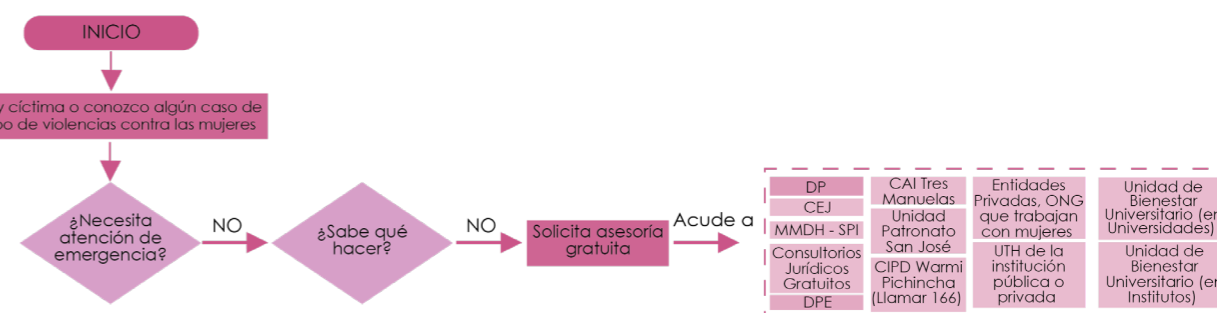 INICIO
y cíctima o conozco algún caso de
po de violencias contra las mujeres
¿Necesita
atención de
emergencia?
NO
¿Sabe qué
hacer?
NO
Solicita asesoría
gratuita
Acude a
DP
CEJ
MMDH - SPI
Consultorios
Jurídicos
Gratuitos
DPE
CAI Tres
Manuelas
Unidad
Patronato
San José
CIPD Warmi
Pichincha
(Llamar 166)
Entidades
Privadas, ONG
que trabajan
con mujeres
UTH de la
institución
pública o
privada
Unidad de
Bienestar
Universitario (en
Universidades)
Unidad de
Bienestar
Universitario (en
Institutos)